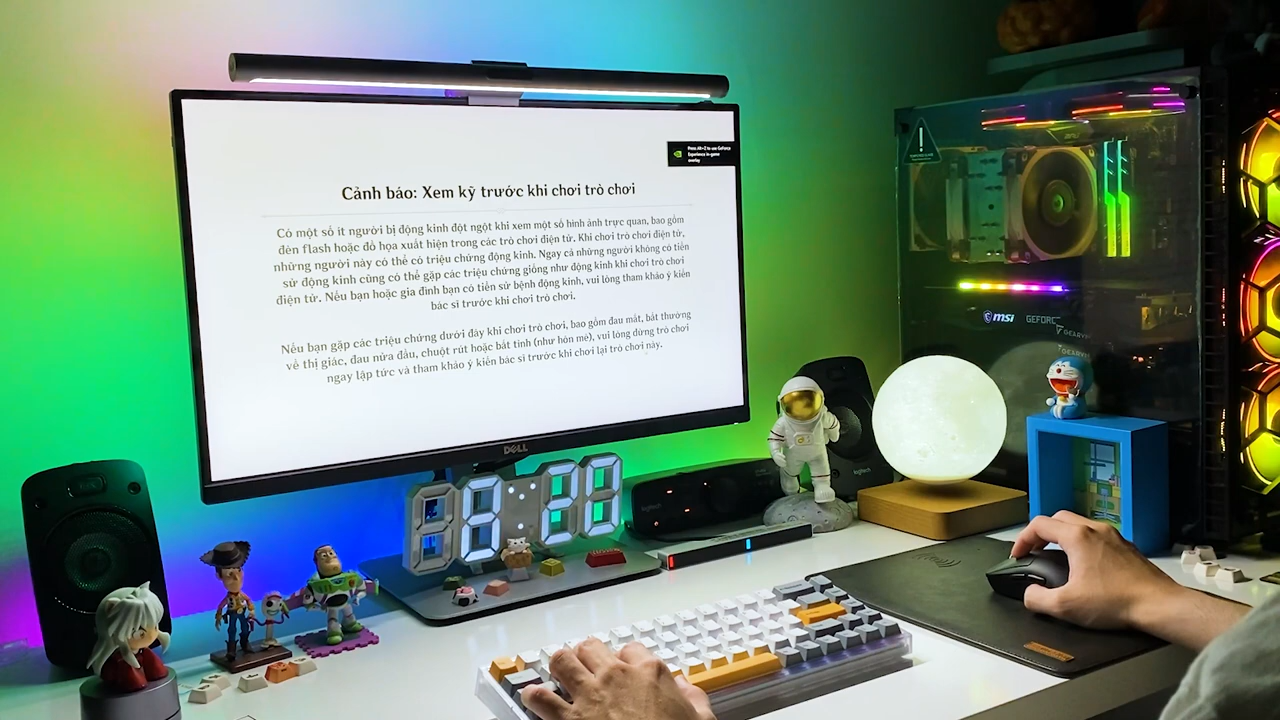 Press Alt+Z to use GeForce
Experience in-game
overlay
Cảnh báo: Xem kỹ trước khi chơi trò chơi
Có một số ít người bị động kinh đột ngột khi xem một số hình ảnh trực quan, bao gồm
đèn flash hoặc đồ họa xuất hiện trong các trò chơi điện tử. Khi chơi trò chơi điện tử,
những người này có thể có triệu chứng động kinh. Ngay cả những người không có tiền
sử động kinh cũng có thể gặp các triệu chứng giống như động kinh khi chơi trò chơi
điện tử. Nếu bạn hoặc gia đình bạn có tiền sử bệnh động kinh, vui lòng tham khảo ý kiến
bác sĩ trước khi chơi trò chơi.
Nếu bạn gặp các triệu chứng dưới đây khi chơi trò chơi, bao gồm đau mắt, bất thường
về thị giác, đau nửa đầu, chuột rút hoặc bất tỉnh (như hôn mê), vui lòng dừng trò chơi
ngay lập tức và tham khảo ý kiến bác sĩ trước khi chơi lại trò chơi này.
DELL
8:28
msi
GEFORCE
GEARVN
GEARVN
logitech
logitech